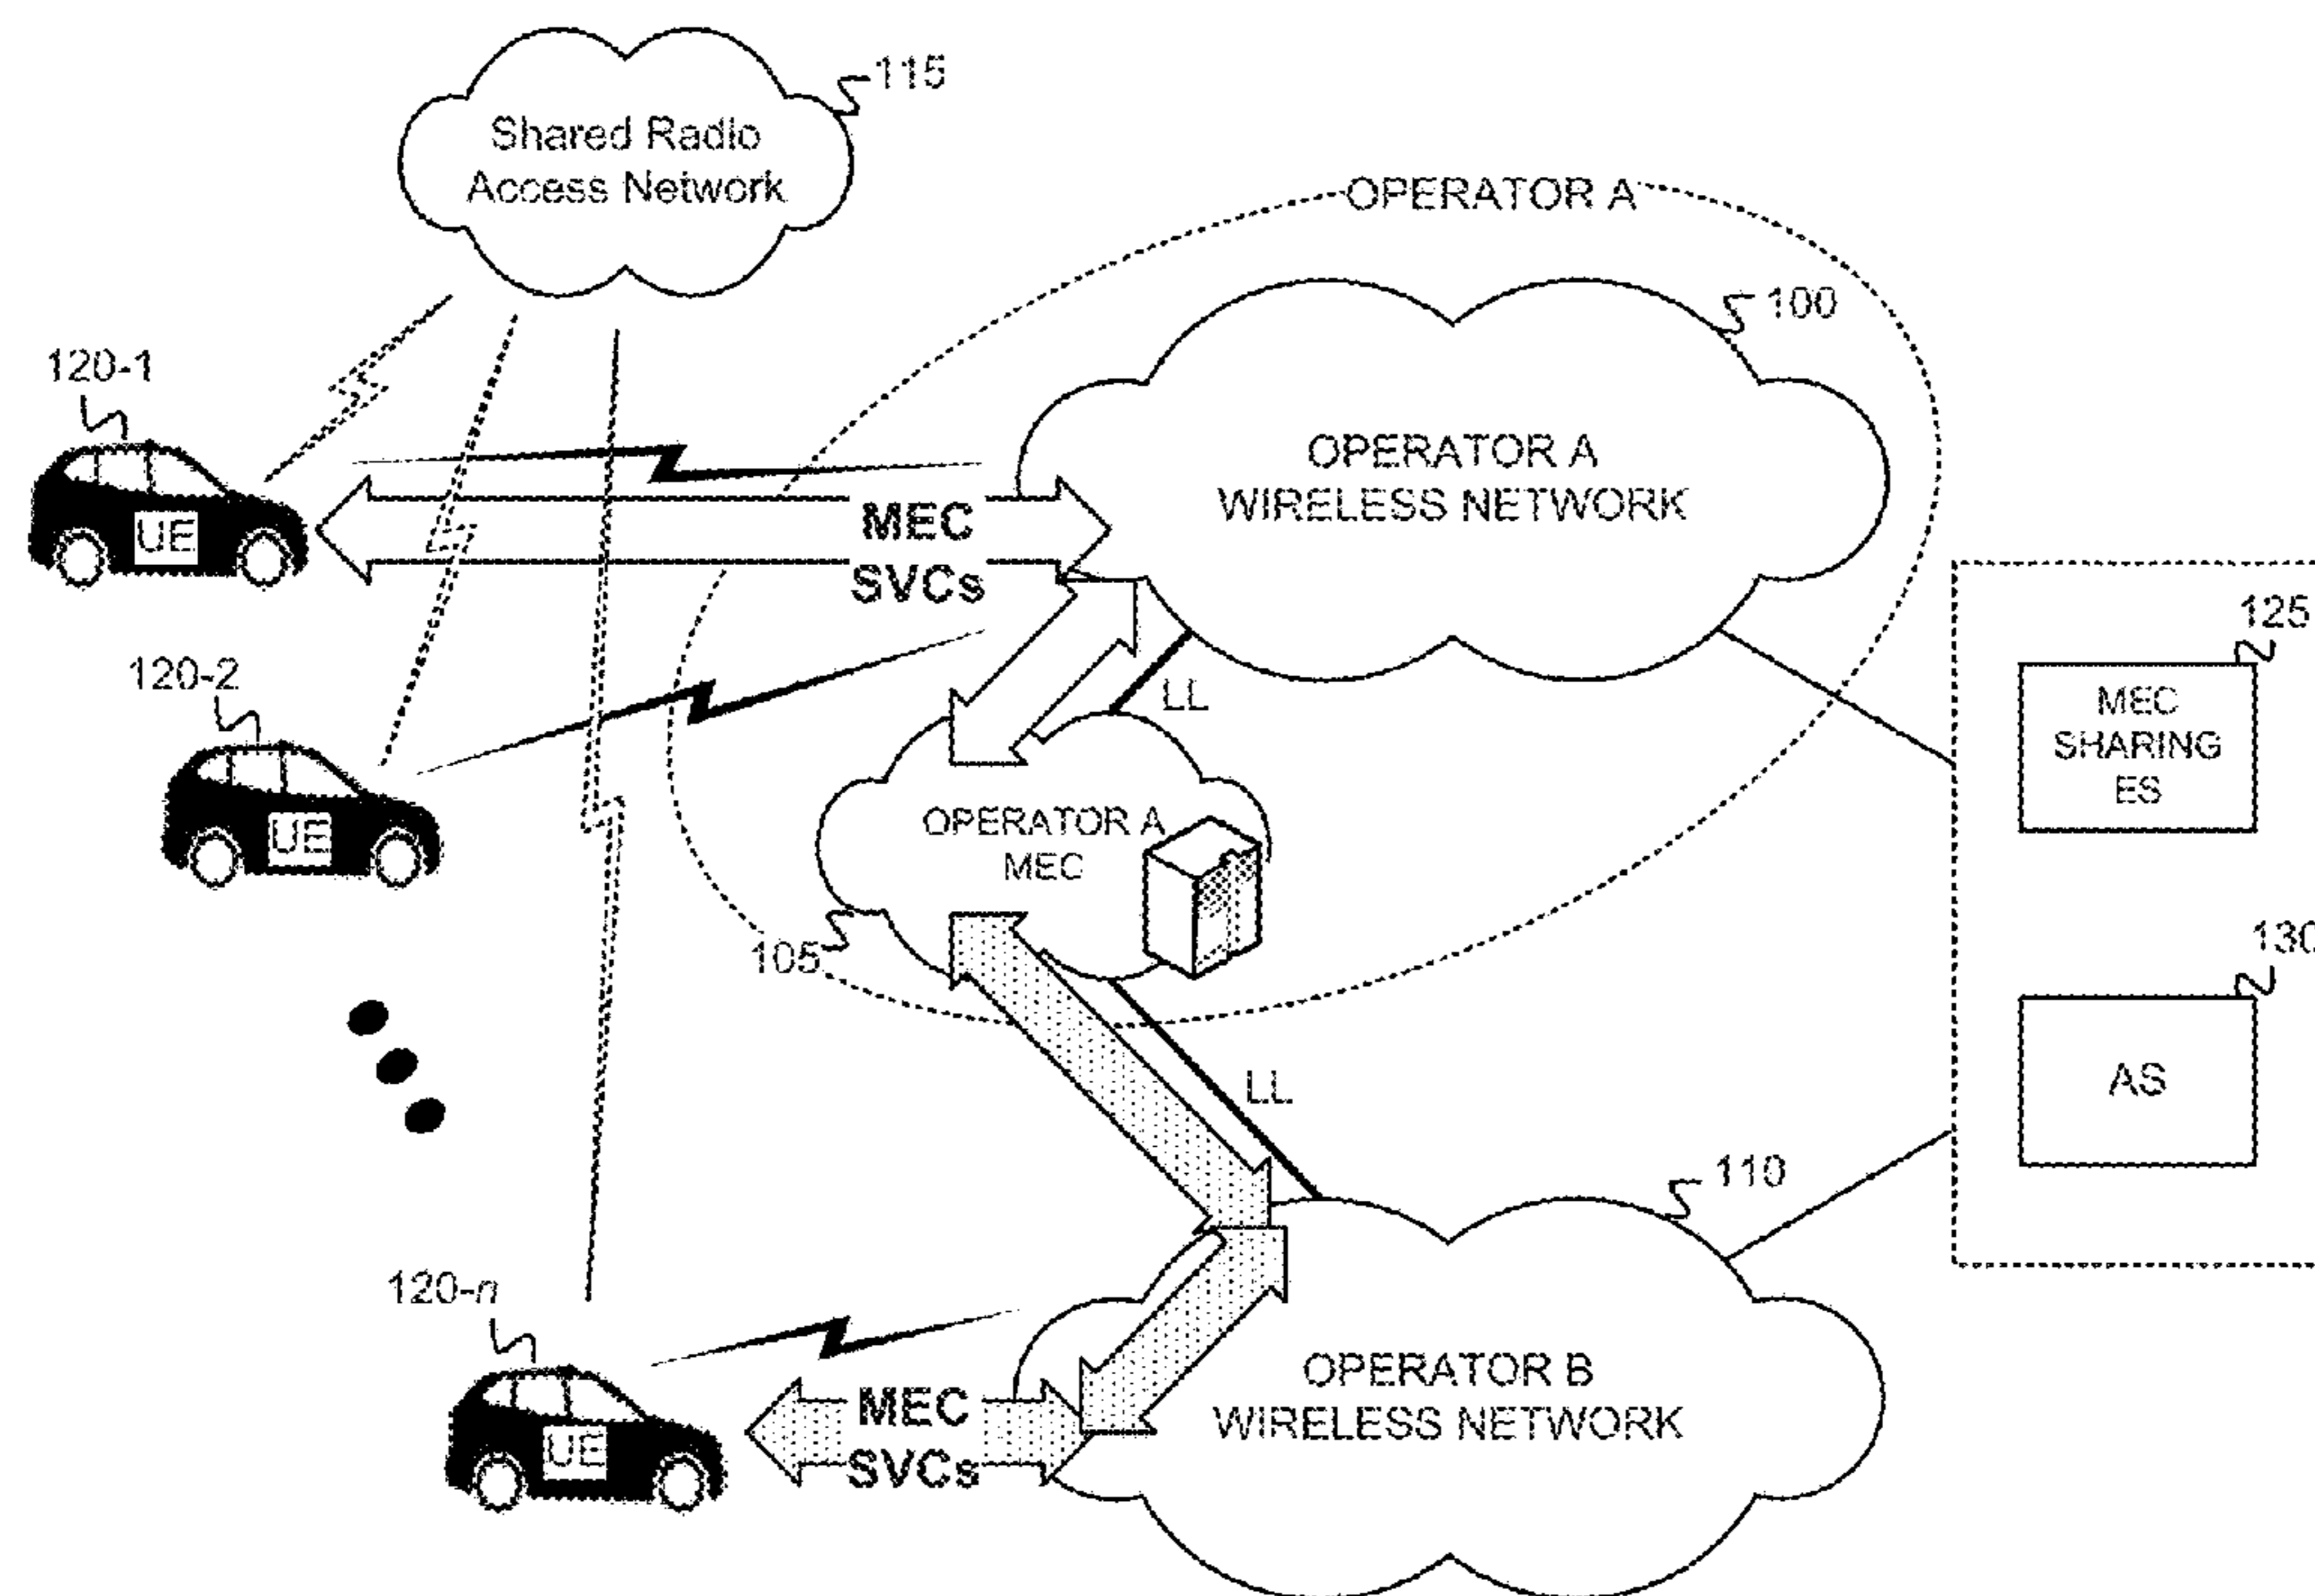 115
Shared Radio
Access Network
OPERATOR A
100
120-1
OPERATOR A
WIRELESS NETWORK
UE
MEC
SVCs
125
120-2
LL
MEC
SHARING
ES
UE
OPERATOR A
MEC
105
130
AS
LL
110
120-n
OPERATOR B
WIRELESS NETWORK
MEC
SVCs
UE